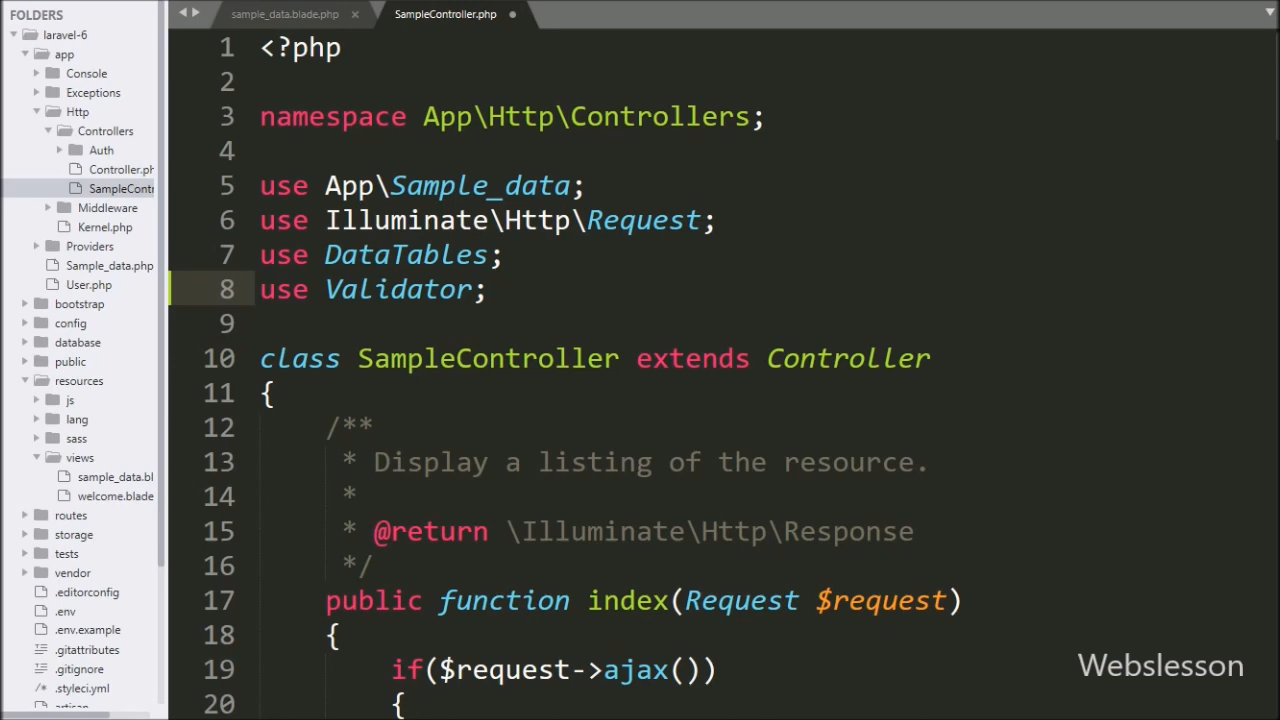 FOLDERS
laravel-6
app
Console
Exceptions
Http
Controllers
Auth
Controller.ph
SampleContr
Middleware
Kernel.php
Providers
Sample_data.php
User.php
bootstrap
config
database
public
resources
js
lang
sass
views
sample_data.bl
welcome.blade
routes
storage
tests
vendor
.editorconfig
.env
.env.example
.gitattributes
.gitignore
.styleci.yml
artisan
sample_data.blade.php ×
SampleController.php
1 <?php
2
3 namespace App\Http\Controllers;
4
5 use App\Sample_data;
6 use Illuminate\Http\Request;
7 use DataTables;
8 use Validator;
9
10 class SampleController extends Controller
11 {
12 /**
13 * Display a listing of the resource.
14 *
15 * @return \Illuminate\Http\Response
16 */
17 public function index(Request $request)
18 {
19 if($request->ajax())
20 {
Webslesson